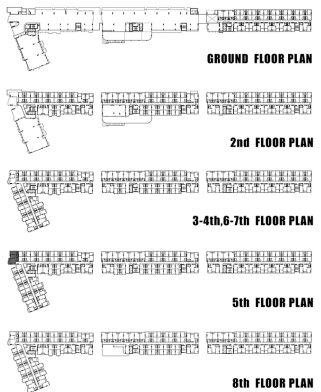 GROUND FLOOR PLAN
2nd FLOOR PLAN
3-4th,6-7th FLOOR PLAN
5th FLOOR PLAN
8th FLOOR PLAN